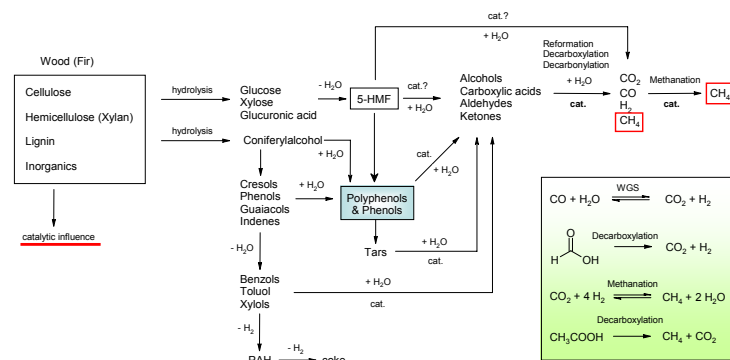 cat.?
+ H2O
Wood (Fir)
Cellulose
Hemicellulose (Xylan)
Lignin
Inorganics
catalytic influence
hydrolysis
hydrolysis
Glucose
Xylose
Glucuronic acid
- H2O
5-HMF
cat.?
+ H2O
Alcohols
Carboxylic acids
Aldehydes
Ketones
Reformation
Decarboxylation
Decarbonylation
+ H2O
cat.
CO2
CO
H2
CH4
Methanation
cat.
CH4
Coniferylalcohol
+ H2O
cat.
+ H2O
Cresols
Phenols
Guaiacols
Indenes
+ H2O
Polyphenols
& Phenols
Tars
+ H2O
cat.
- H2O
Benzols
Toluol
Xylols
+ H2O
cat.
- H2
PAH
- H2
coke
WGS
CO + H2O CO2 + H2
O
H OH
Decarboxylation
CO2 + H2
Methanation
CO2 + 4 H2 CH4 + 2 H2O
Decarboxylation
CH3COOH CH4 + CO2